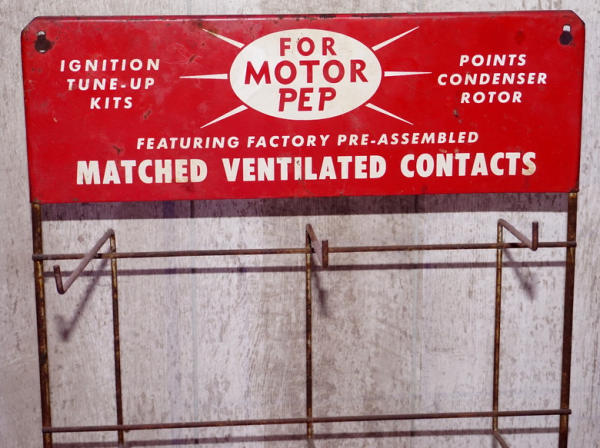 IGNITION
TUNE-UP
KITS
FOR
MOTOR
PEP
POINTS
CONDENSER
ROTOR
FEATURING FACTORY PRE-ASSEMBLED
MATCHED VENTILATED CONTACTS